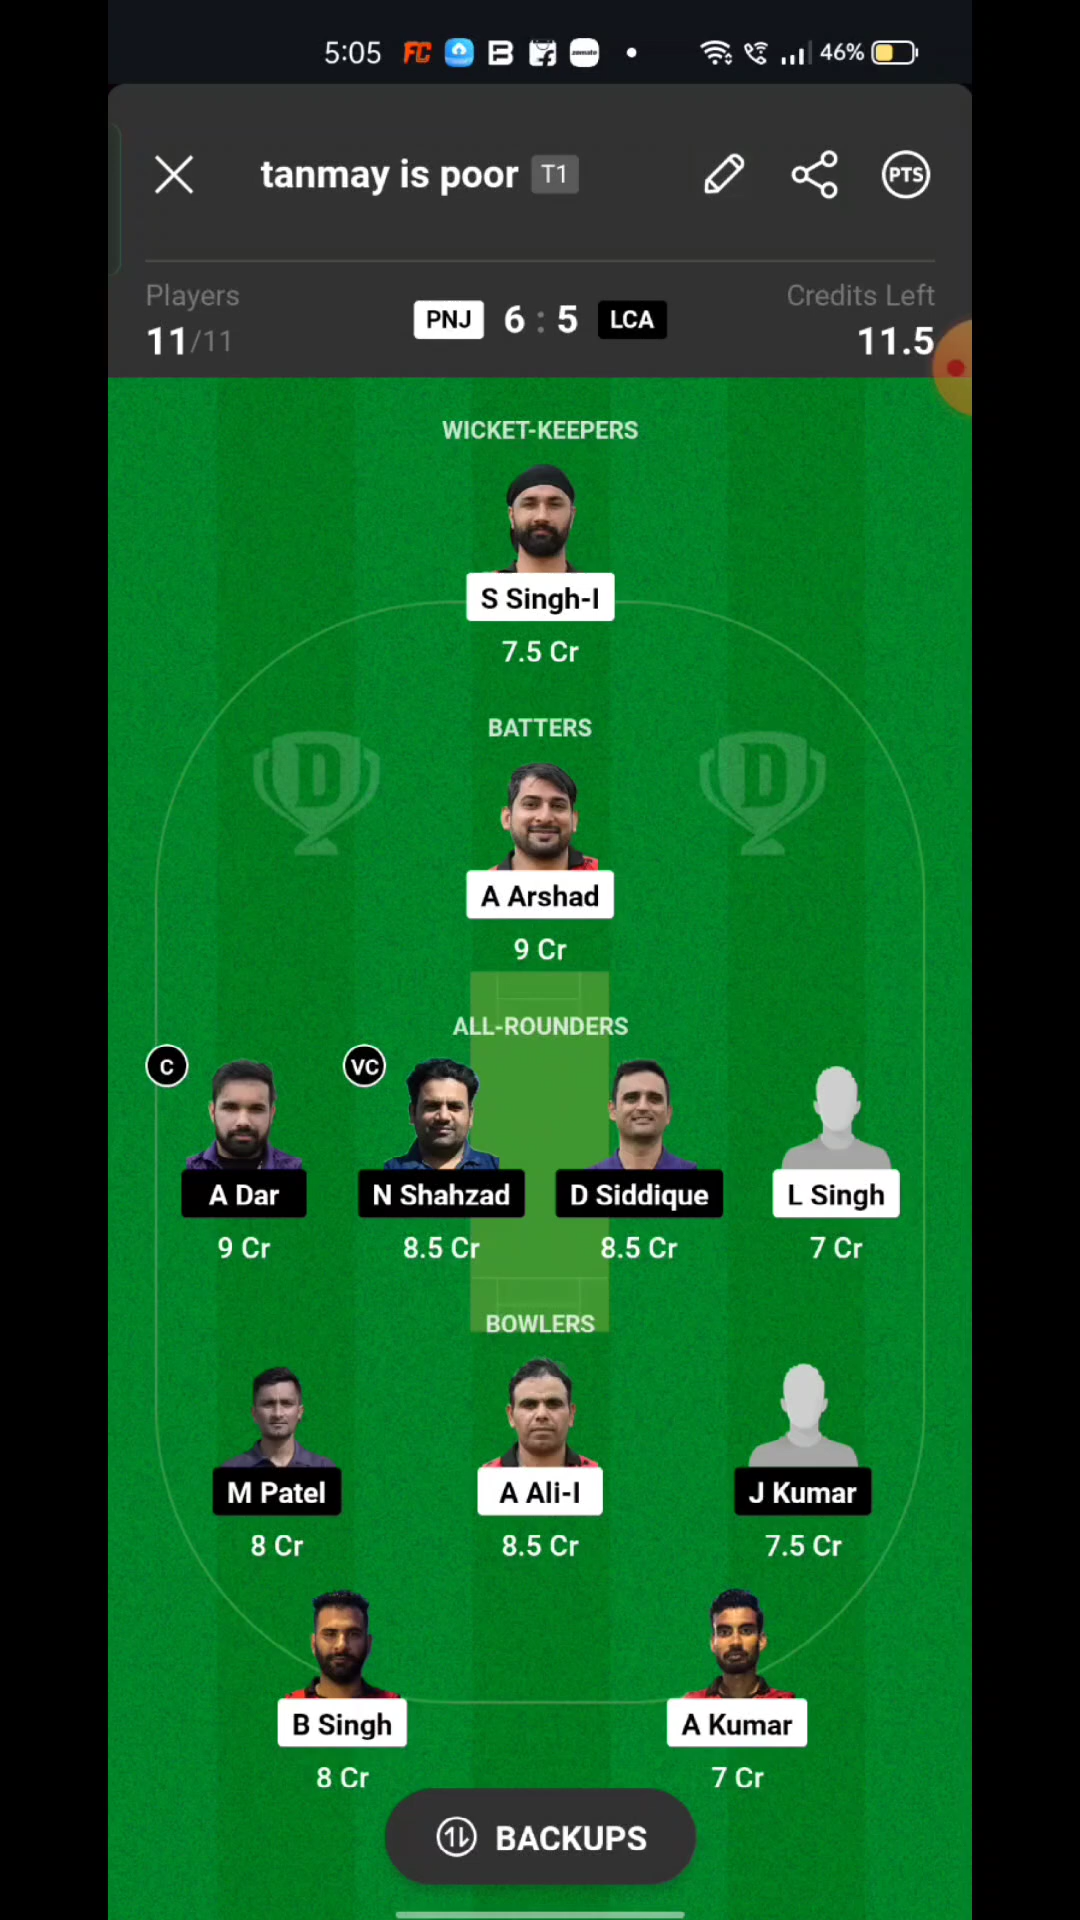 5:05 FC B zomato 46%
tanmay is poor T1 PTS
Players Credits Left
11/11 PNJ 6 : 5 LCA 11.5
WICKET-KEEPERS
S Singh-I
7.5 Cr
BATTERS
D D
A Arshad
9 Cr
ALL-ROUNDERS
C VC
A Dar N Shahzad D Siddique L Singh
9 Cr 8.5 Cr 8.5 Cr 7 Cr
BOWLERS
M Patel A Ali-I J Kumar
8 Cr 8.5 Cr 7.5 Cr
B Singh A Kumar
8 Cr 7 Cr
BACKUPS